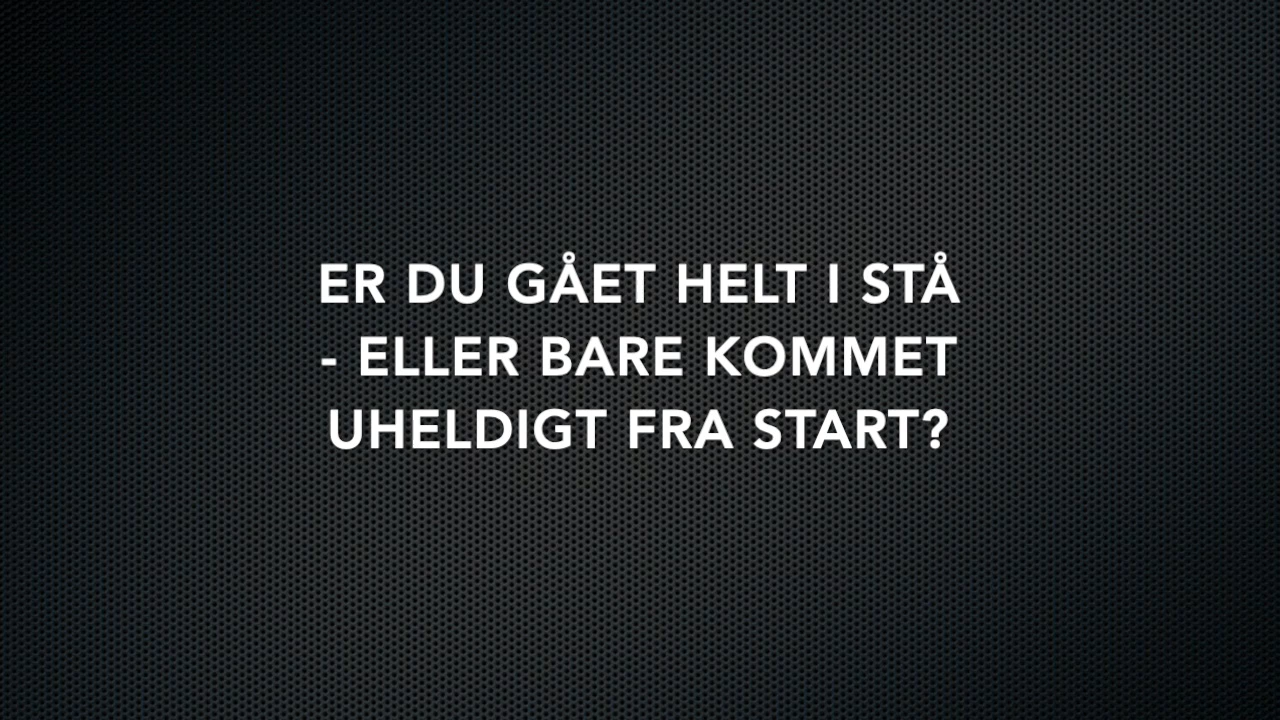 ER DU GÅET HELT I STÅ
- ELLER BARE KOMMET
UHELDIGT FRA START?